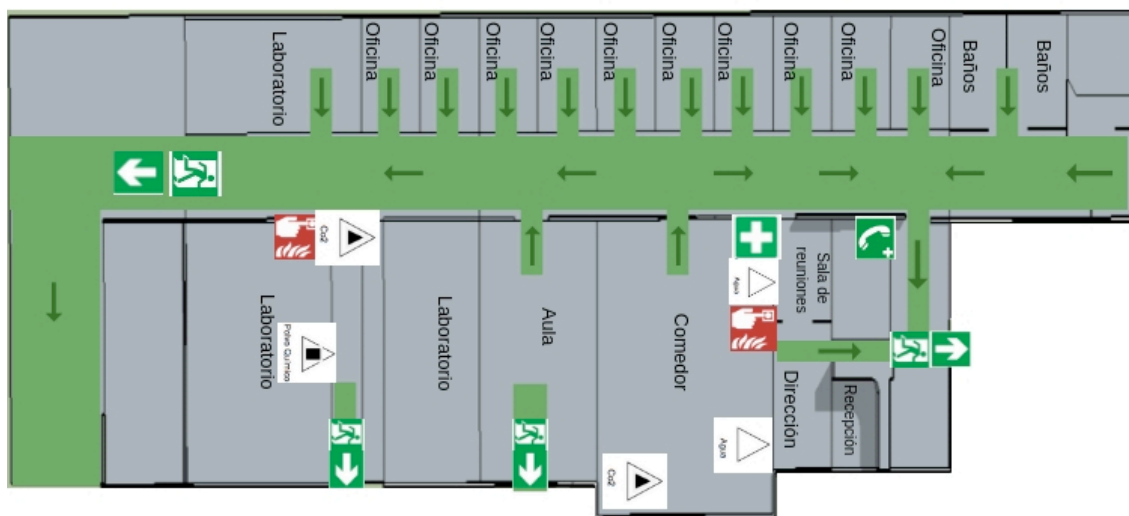 Laboratorio
Oficina
Oficina
Oficina
Oficina
Oficina
Oficina
Oficina
Oficina
Oficina
Oficina
Baños
Baños
Co2
Laboratorio
Polvo Químico
Laboratorio
Aula
Comedor
Co2
Agua
Agua
Sala de
reuniones
Dirección
Recepción